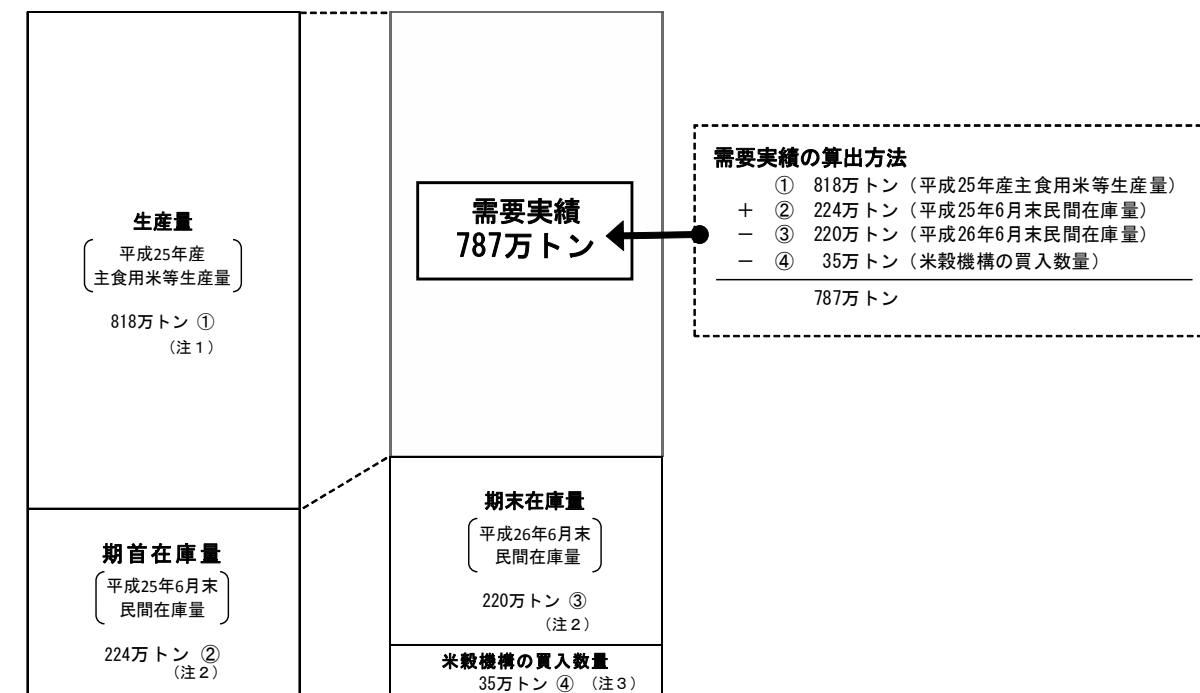 生産量
平成25年産
主食用米等生産量
818万トン ①
（注１）
期首在庫量
平成25年6月末
民間在庫量
224万トン ②
（注２）
需要実績
787万トン
期末在庫量
平成26年6月末
民間在庫量
220万トン ③
（注２）
米穀機構の買入数量
35万トン ④ （注３）
需要実績の算出方法
① 818万トン（平成25年産主食用米等生産量）
＋ ② 224万トン（平成25年6月末民間在庫量）
－ ③ 220万トン（平成26年6月末民間在庫量）
－ ④ 35万トン（米穀機構の買入数量）
787万トン